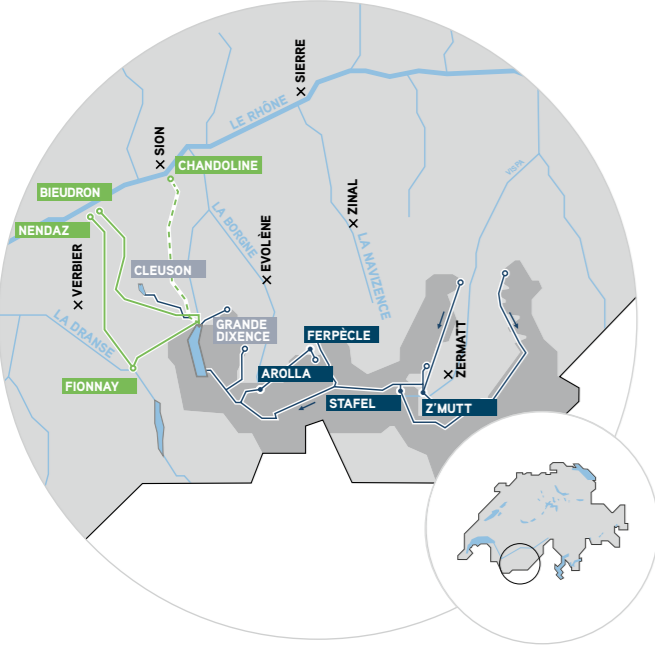 SIERRE
LE RHÔNE
SION
CHANDOLINE
VISPA
BIEUDRON
NENDAZ
LA BORGNE
ZINAL
EVOLÈNE
LA NAVIZENCE
CLEUSON
VERBIER
GRANDE
DIXENCE
LA DRANSE
FERPÈCLE
ZERMATT
AROLLA
FIONNAY
STAFEL
Z'MUTT